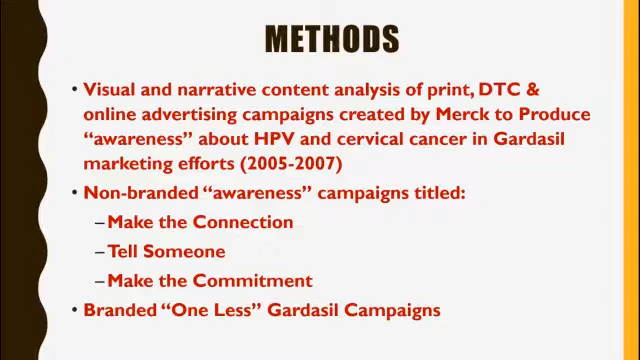 METHODS
• Visual and narrative content analysis of print, DTC &
online advertising campaigns created by Merck to Produce
“awareness” about HPV and cervical cancer in Gardasil
marketing efforts (2005-2007)
• Non-branded “awareness” campaigns titled:
–Make the Connection
–Tell Someone
–Make the Commitment
• Branded “One Less” Gardasil Campaigns